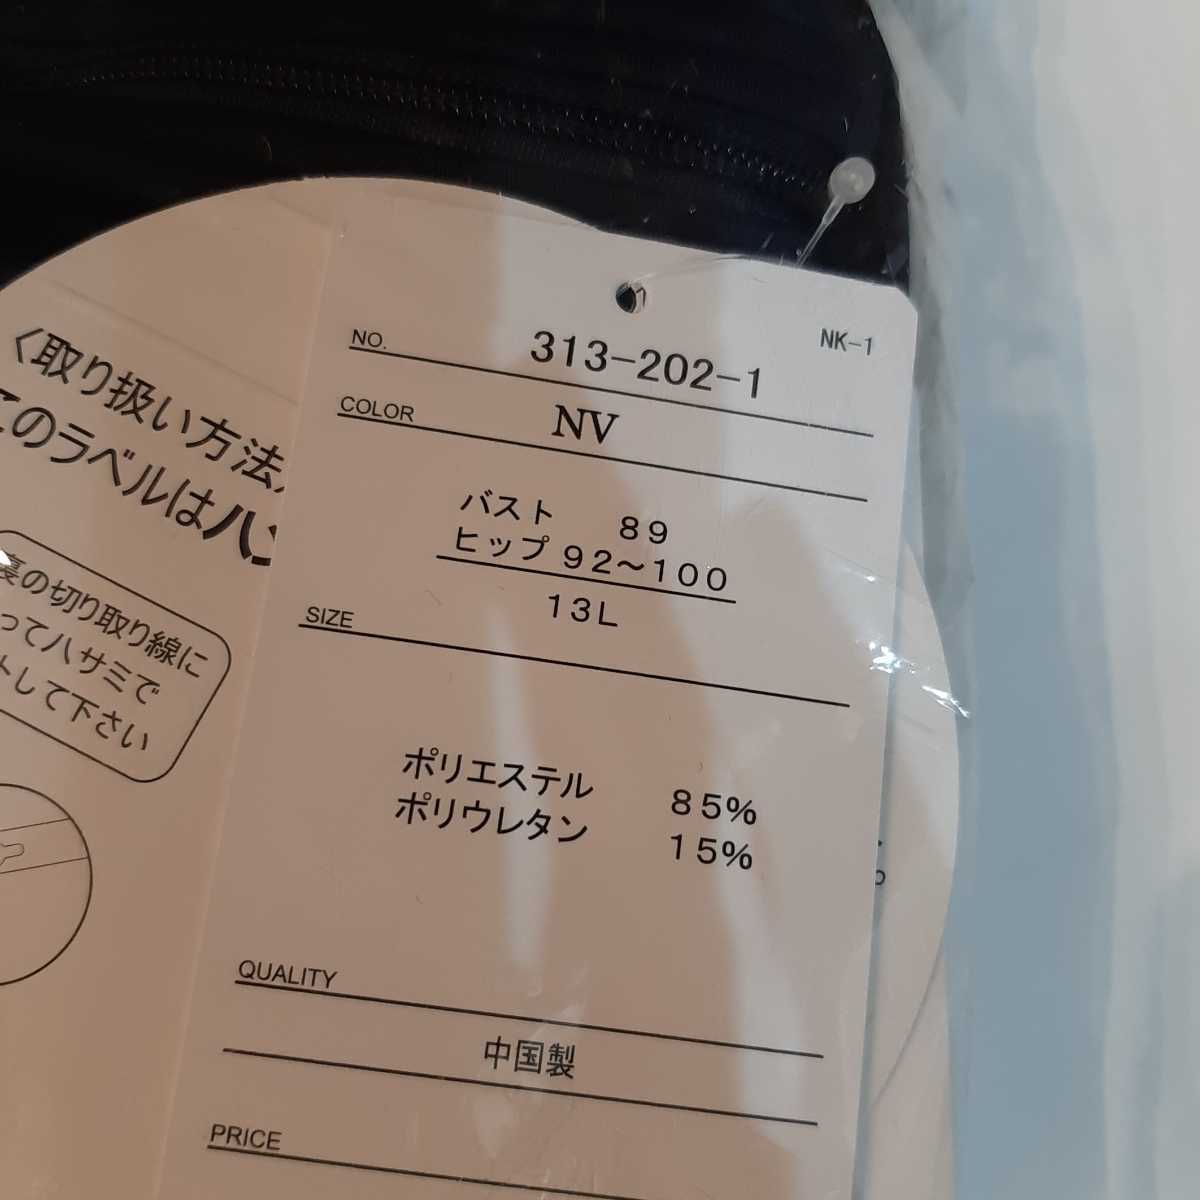 NK-1
NO. 313-202-1
COLOR NV
バスト 89
ヒップ 92～100
13L
SIZE
ポリエステル 85%
ポリウレタン 15%
QUALITY
中国製
PRICE
〈取り扱い方法
このラベルはハ
裏の切り取り線に
ってハサミで
トして下さい